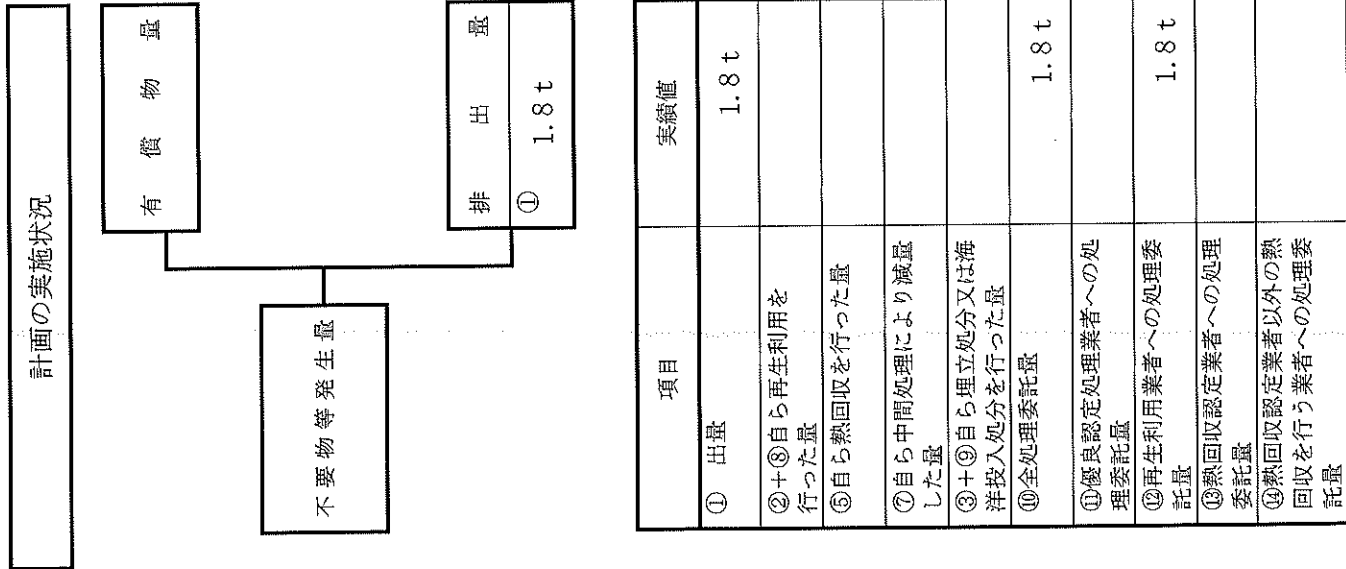 計画の実施状況
有償物量
不要物等発生量
排出量
①
1.8 t
項目
実績値
① 出量
1.8 t
②+⑧自ら再生利用を
行った量
⑤自ら熱回収を行った量
⑦自ら中間処理により減量
した量
③+⑨自ら埋立処分又は海
洋投入処分を行った量
⑩全処理委託量
1.8 t
⑪優良認定処理業者への処
理委託量
⑫再生利用業者への処理委
託量
1.8 t
⑬熱回収認定業者への処理
委託量
⑭熱回収認定業者以外の熱
回収を行う業者への処理委
託量